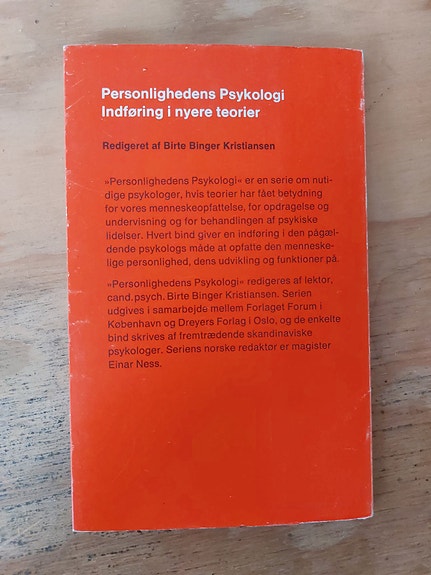 Personlighedens Psykologi
Indføring i nyere teorier
Redigeret af Birte Binger Kristiansen
»Personlighedens Psykologi« er en serie om nuti-
dige psykologer, hvis teorier har fået betydning
for vores menneskeopfattelse, for opdragelse og
undervisning og for behandlingen af psykiske
lidelser. Hvert bind giver en indføring i den pågæl-
dende psykologs måde at opfatte den menneske-
lige personlighed, dens udvikling og funktioner på.
»Personlighedens Psykologi« redigeres af lektor,
cand. psych. Birte Binger Kristiansen. Serien
udgives i samarbejde mellem Forlaget Forum i
København og Dreyers Forlag i Oslo, og de enkelte
bind skrives af fremtrædende skandinaviske
psykologer. Seriens norske redaktør er magister
Einar Ness.